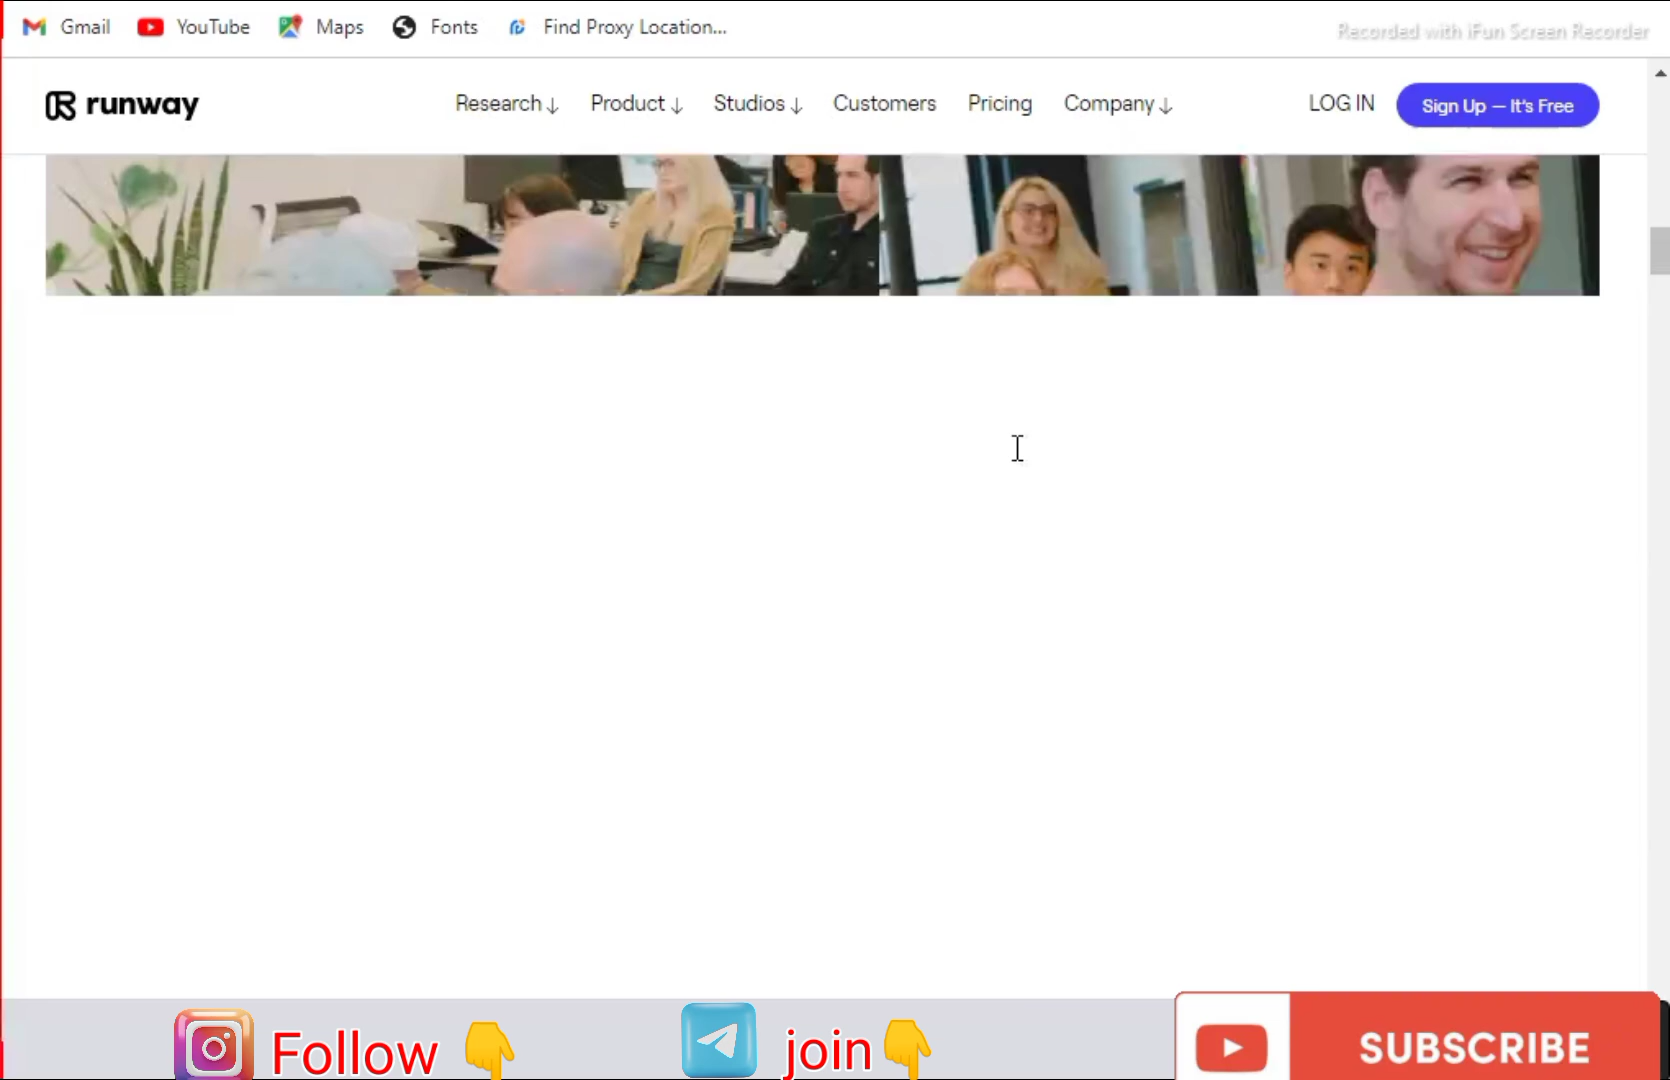 Gmail YouTube Maps Fonts Find Proxy Location...
Recorded with iFun Screen Recorder
runway Research ↓ Product ↓ Studios ↓ Customers Pricing Company ↓ LOG IN Sign Up — It's Free
Follow 👇 join 👇 SUBSCRIBE